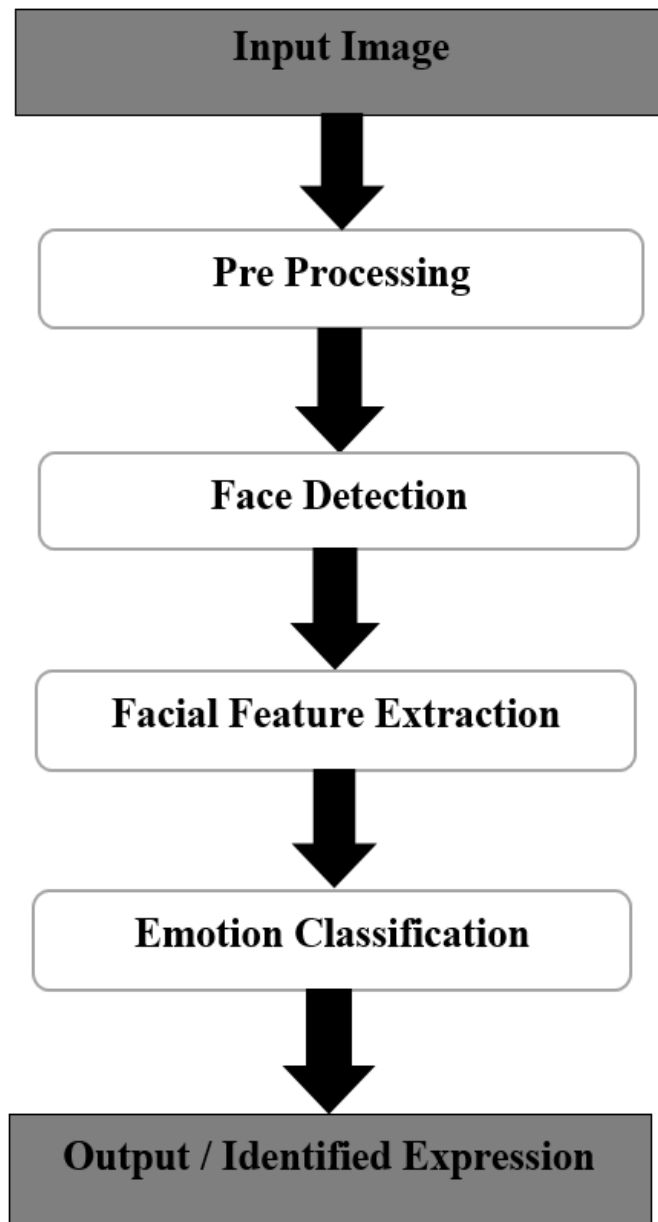 Input Image
Pre Processing
Face Detection
Facial Feature Extraction
Emotion Classification
Output / Identified Expression